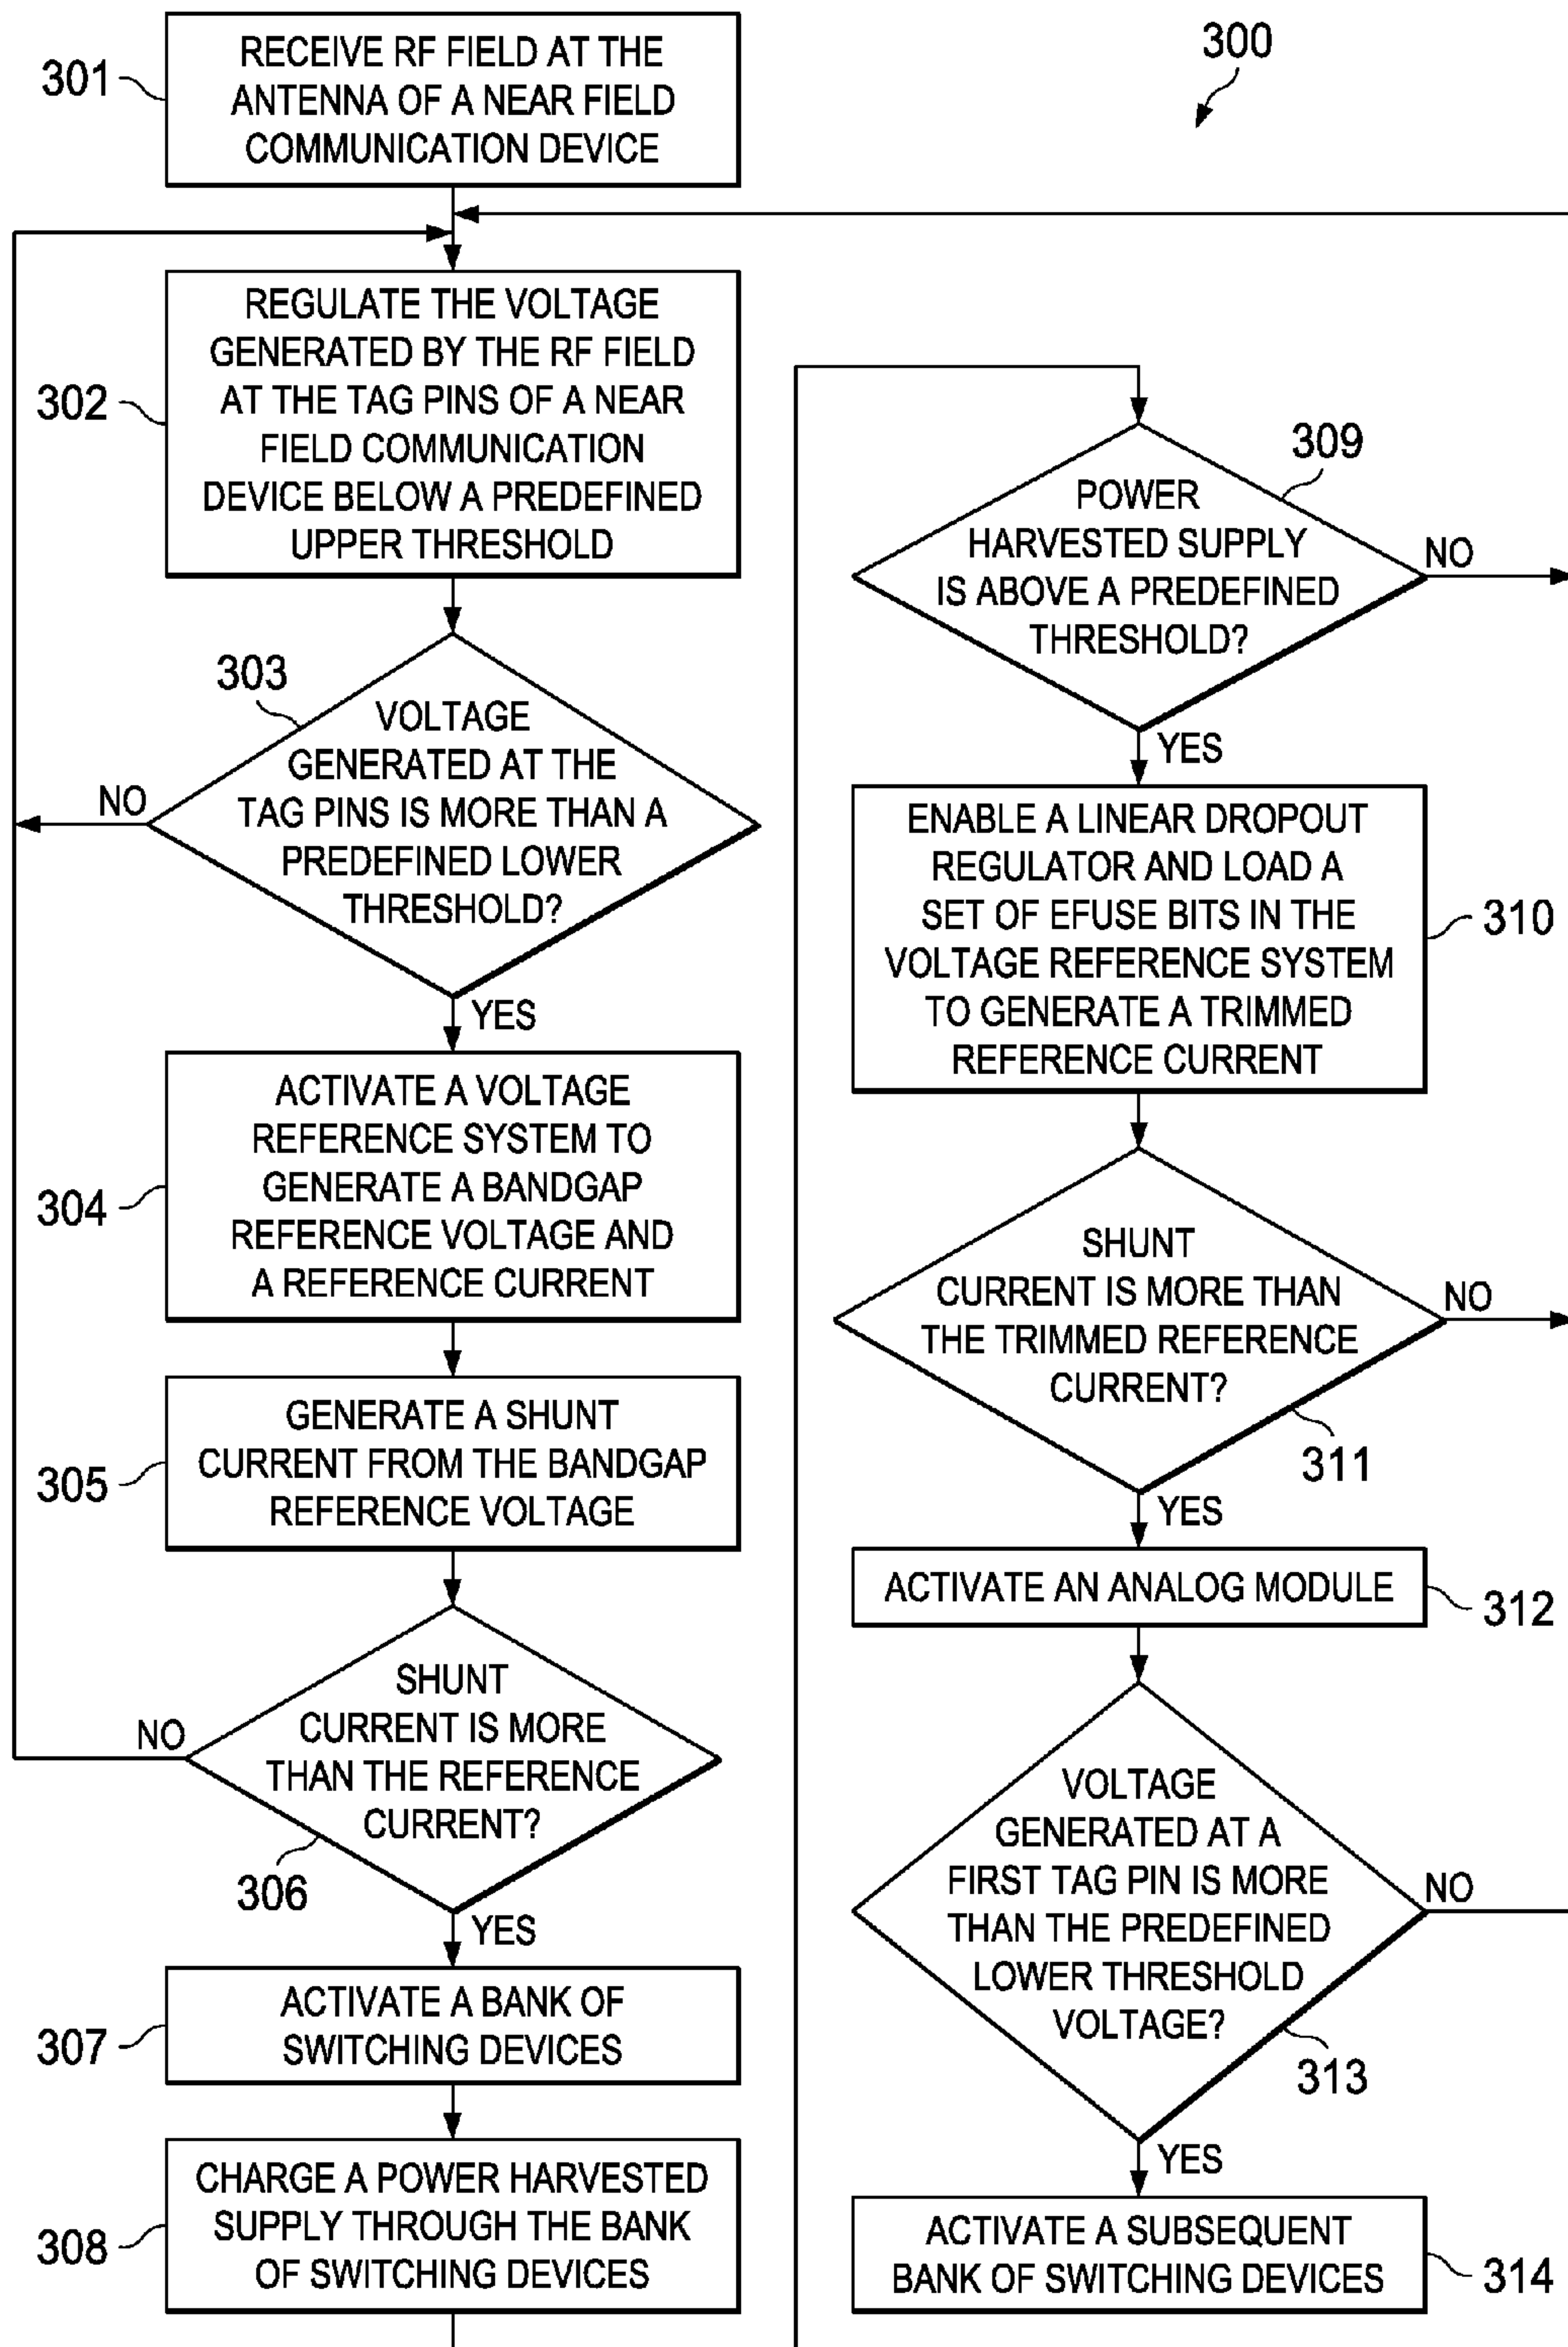 300
301
RECEIVE RF FIELD AT THE
ANTENNA OF A NEAR FIELD
COMMUNICATION DEVICE
302
REGULATE THE VOLTAGE
GENERATED BY THE RF FIELD
AT THE TAG PINS OF A NEAR
FIELD COMMUNICATION
DEVICE BELOW A PREDEFINED
UPPER THRESHOLD
303
VOLTAGE
GENERATED AT THE
TAG PINS IS MORE THAN A
PREDEFINED LOWER
THRESHOLD?
NO
YES
304
ACTIVATE A VOLTAGE
REFERENCE SYSTEM TO
GENERATE A BANDGAP
REFERENCE VOLTAGE AND
A REFERENCE CURRENT
305
GENERATE A SHUNT
CURRENT FROM THE BANDGAP
REFERENCE VOLTAGE
SHUNT
CURRENT IS MORE
THAN THE REFERENCE
CURRENT?
NO
306
YES
307
ACTIVATE A BANK OF
SWITCHING DEVICES
308
CHARGE A POWER HARVESTED
SUPPLY THROUGH THE BANK
OF SWITCHING DEVICES
309
POWER
HARVESTED SUPPLY
IS ABOVE A PREDEFINED
THRESHOLD?
NO
YES
ENABLE A LINEAR DROPOUT
REGULATOR AND LOAD A
SET OF EFUSE BITS IN THE
VOLTAGE REFERENCE SYSTEM
TO GENERATE A TRIMMED
REFERENCE CURRENT
310
SHUNT
CURRENT IS MORE THAN
THE TRIMMED REFERENCE
CURRENT?
NO
311
YES
ACTIVATE AN ANALOG MODULE
312
VOLTAGE
GENERATED AT A
FIRST TAG PIN IS MORE
THAN THE PREDEFINED
LOWER THRESHOLD
VOLTAGE?
NO
313
YES
ACTIVATE A SUBSEQUENT
BANK OF SWITCHING DEVICES
314